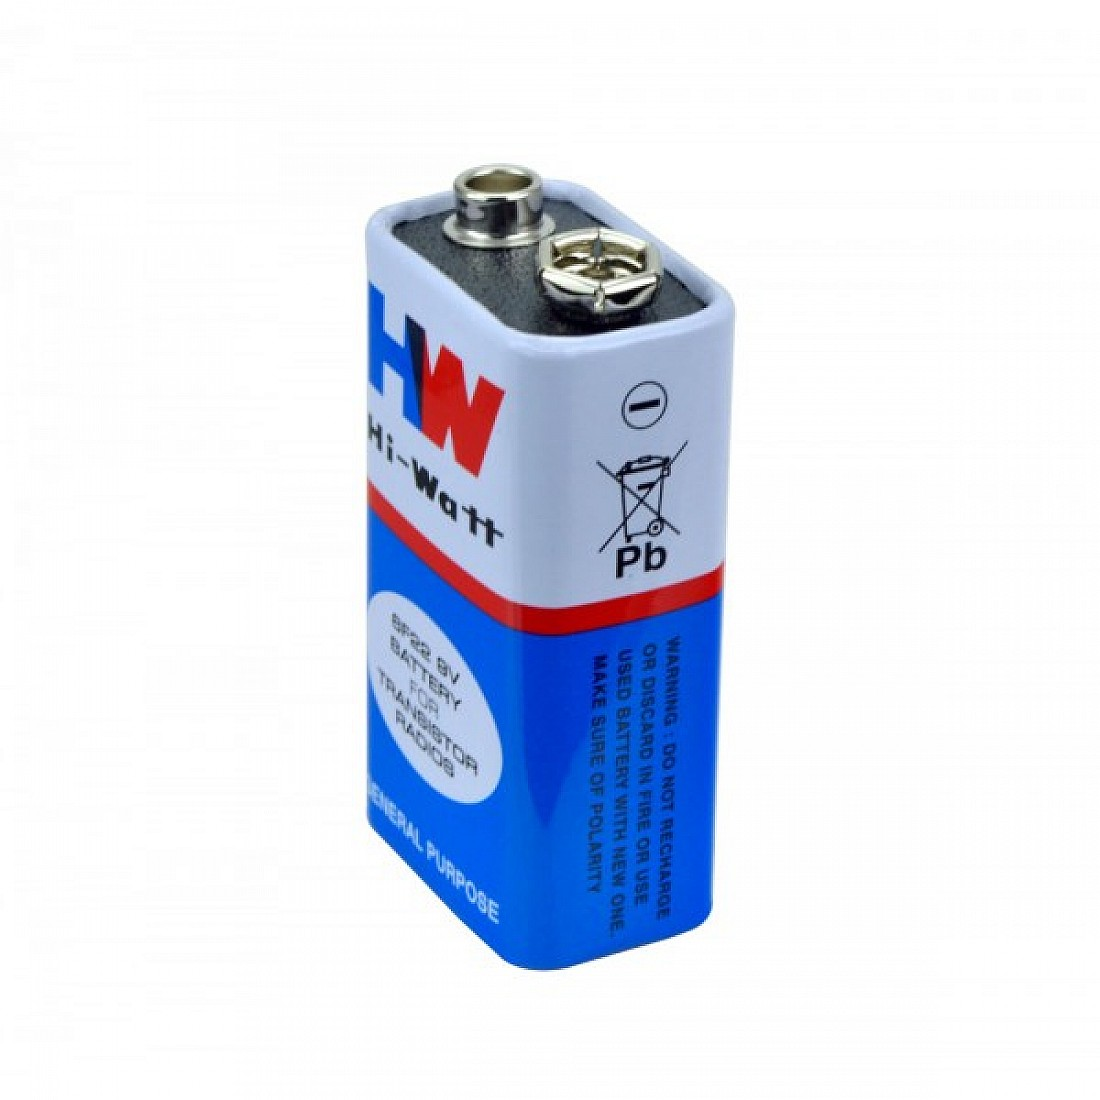 HW
Hi-Watt
6F22 9V
BATTERY
FOR
TRANSISTOR
RADIOS
GENERAL PURPOSE
Pb
WARNING : DO NOT RECHARGE
OR DISCARD IN FIRE OR USE
USED BATTERY WITH NEW ONE.
MAKE SURE OF POLARITY